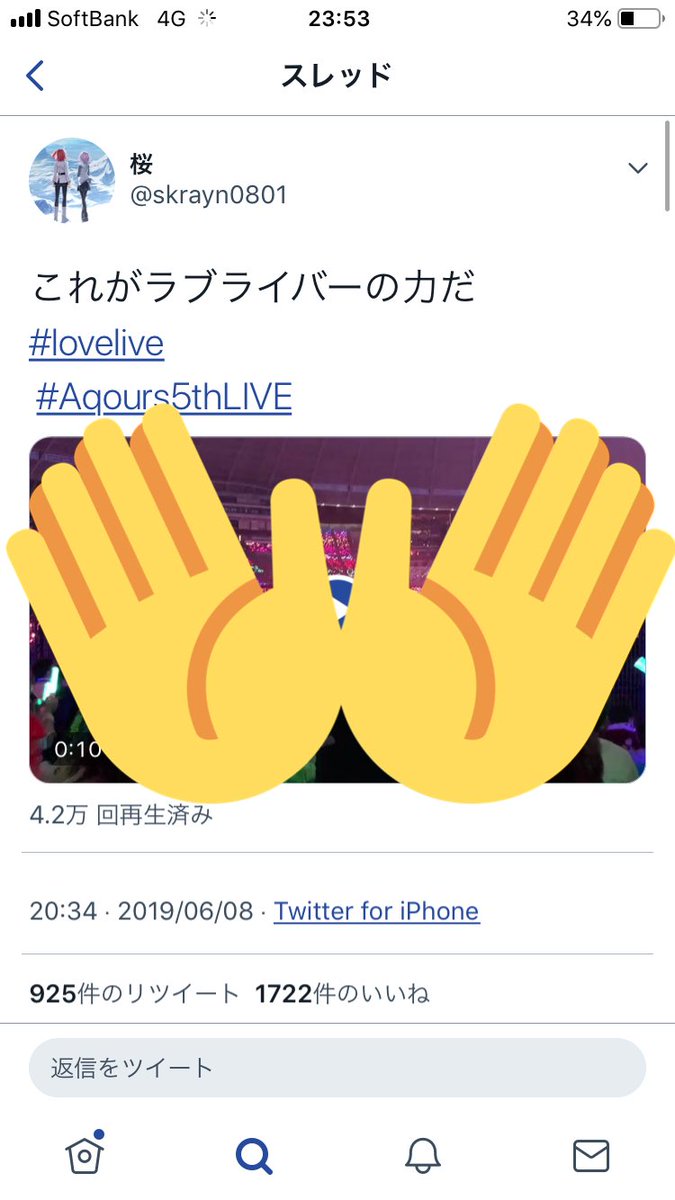 SoftBank 4G 23:53 34%
スレッド
桜
@skrayn0801
これがラブライバーの力だ
#lovelive
#Aqours5thLIVE
0:10
4.2万 回再生済み
20:34 · 2019/06/08 · Twitter for iPhone
925件のリツイート 1722件のいいね
返信をツイート